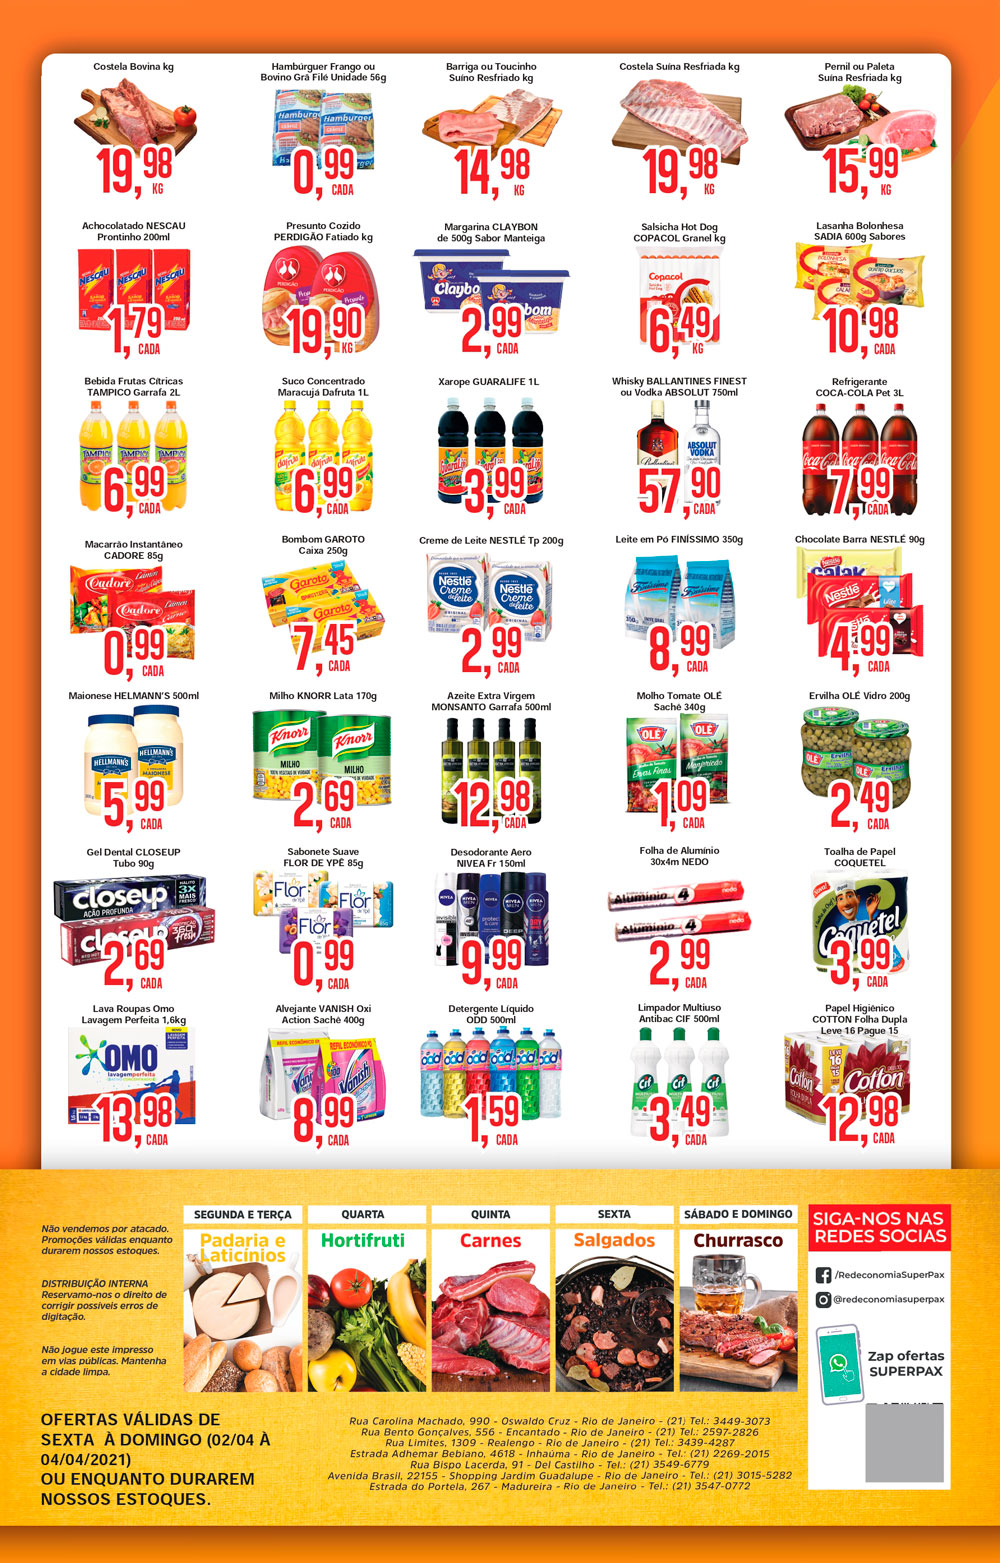 Costela Bovina kg
19,98 KG
Hambúrguer Frango ou
Bovino Grã Filé Unidade 56g
0,99 CADA
Barriga ou Toucinho
Suíno Resfriado kg
14,98 KG
Costela Suína Resfriada kg
19,98 KG
Pernil ou Paleta
Suína Resfriada kg
15,99 KG
Achocolatado NESCAU
Prontinho 200ml
1,79 CADA
Presunto Cozido
PERDIGÃO Fatiado kg
19,90 KG
Margarina CLAYBON
de 500g Sabor Manteiga
2,99 CADA
Salsicha Hot Dog
COPACOL Granel kg
6,49 KG
Lasanha Bolonhesa
SADIA 600g Sabores
10,98 CADA
Bebida Frutas Cítricas
TAMPICO Garrafa 2L
6,99 CADA
Suco Concentrado
Maracujá Dafruta 1L
6,99 CADA
Xarope GUARALIFE 1L
3,99 CADA
Whisky BALLANTINES FINEST
ou Vodka ABSOLUT 750ml
57,90 CADA
Refrigerante
COCA-COLA Pet 3L
7,99 CADA
Macarrão Instantâneo
CADORE 85g
0,99 CADA
Bombom GAROTO
Caixa 250g
7,45 CADA
Creme de Leite NESTLÉ Tp 200g
2,99 CADA
Leite em Pó FINÍSSIMO 350g
8,99 CADA
Chocolate Barra NESTLÉ 90g
4,99 CADA
Maionese HELMANN'S 500ml
5,99 CADA
Milho KNORR Lata 170g
2,69 CADA
Azeite Extra Virgem
MONSANTO Garrafa 500ml
12,98 CADA
Molho Tomate OLÉ
Sachê 340g
1,09 CADA
Ervilha OLÉ Vidro 200g
2,49 CADA
Gel Dental CLOSEUP
Tubo 90g
2,69 CADA
Sabonete Suave
FLOR DE YPÊ 85g
0,99 CADA
Desodorante Aero
NIVEA Fr 150ml
9,99 CADA
Folha de Alumínio
30x4m NEDO
2,99 CADA
Toalha de Papel
COQUETEL
3,99 CADA
Lava Roupas Omo
Lavagem Perfeita 1,6kg
13,98 CADA
Alvejante VANISH Oxi
Action Sachê 400g
8,99 CADA
Detergente Líquido
ODD 500ml
1,59 CADA
Limpador Multiuso
Antibac CIF 500ml
3,49 CADA
Papel Higiênico
COTTON Folha Dupla
Leve 16 Pague 15
12,98 CADA
Não vendemos por atacado.
Promoções válidas enquanto
durarem nossos estoques.
DISTRIBUIÇÃO INTERNA
Reservamo-nos o direito de
corrigir possíveis erros de
digitação.
Não jogue este impresso
em vias públicas. Mantenha
a cidade limpa.
SEGUNDA E TERÇA
Padaria e
Laticínios
QUARTA
Hortifruti
QUINTA
Carnes
SEXTA
Salgados
SÁBADO E DOMINGO
Churrasco
SIGA-NOS NAS
REDES SOCIAS
/RedeconomiaSuperPax
@redeconomiasuperpax
Zap ofertas
SUPERPAX
OFERTAS VÁLIDAS DE
SEXTA À DOMINGO (02/04 À
04/04/2021)
OU ENQUANTO DURAREM
NOSSOS ESTOQUES.
Rua Carolina Machado, 990 - Oswaldo Cruz - Rio de Janeiro - (21) Tel.: 3449-3073
Rua Bento Gonçalves, 556 - Encantado - Rio de Janeiro - (21) Tel.: 2597-2826
Rua Limites, 1309 - Realengo - Rio de Janeiro - (21) Tel.: 3439-4287
Estrada Adhemar Bebiano, 4618 - Inhaúma - Rio de Janeiro - Tel.: (21) 2269-2015
Rua Bispo Lacerda, 91 - Del Castilho - Tel.: (21) 3549-6779
Avenida Brasil, 22155 - Shopping Jardim Guadalupe - Rio de Janeiro - Tel.: (21) 3015-5282
Estrada do Portela, 267 - Madureira - Rio de Janeiro - Tel.: (21) 3547-0772